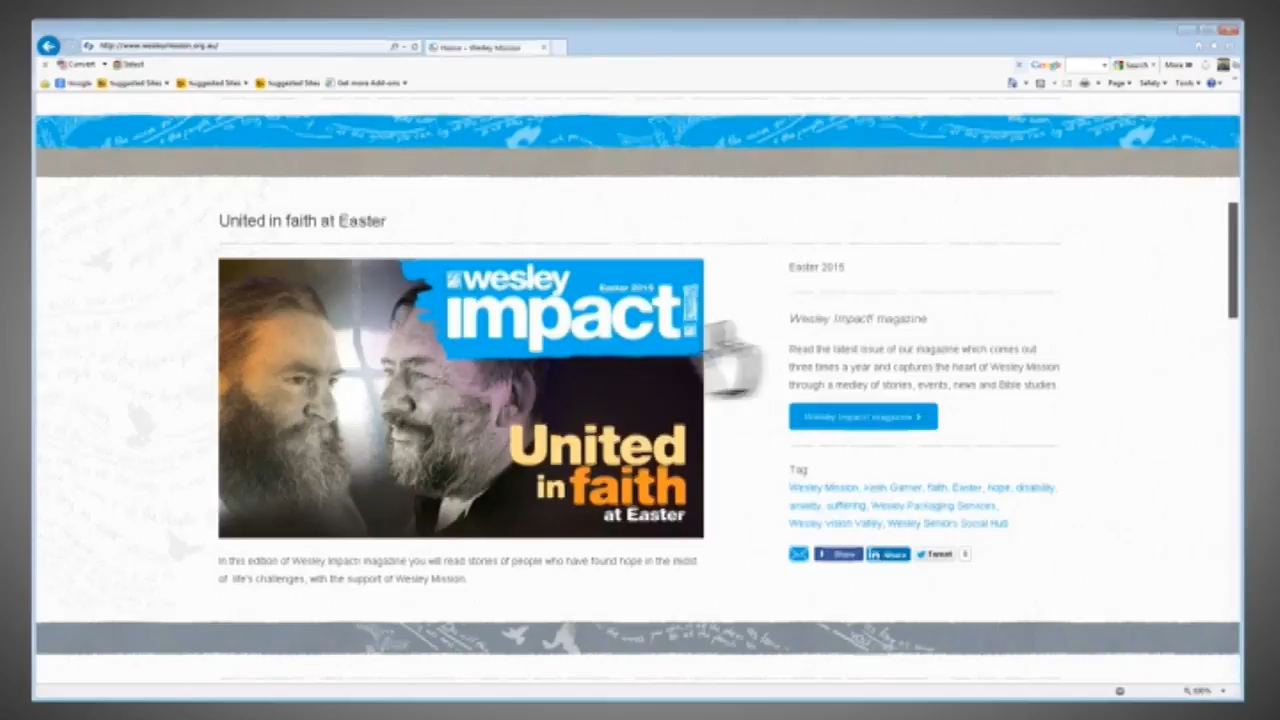 http://www.wesleymission.org.au/
Home - Wesley Mission
Convert
Select
Google
Search
More
Google
Suggested Sites
Suggested Sites
Suggested Sites
Get more Add-ons
Page
Safety
Tools
United in faith at Easter
wesley
Easter 2015
impact!
United
in faith
at Easter
In this edition of Wesley Impact! magazine you will read stories of people who have found hope in the midst
of life's challenges, with the support of Wesley Mission.
Easter 2015
Wesley Impact! magazine
Read the latest issue of our magazine which comes out
three times a year and captures the heart of Wesley Mission
through a medley of stories, events, news and Bible studies.
Wesley Impact! magazine
Tag
Wesley Mission, Keith Garner, faith, Easter, hope, disability,
anxiety, suffering, Wesley Packaging Services,
Wesley Vision Valley, Wesley Seniors Social Hub
Share
Share
Tweet
0
100%